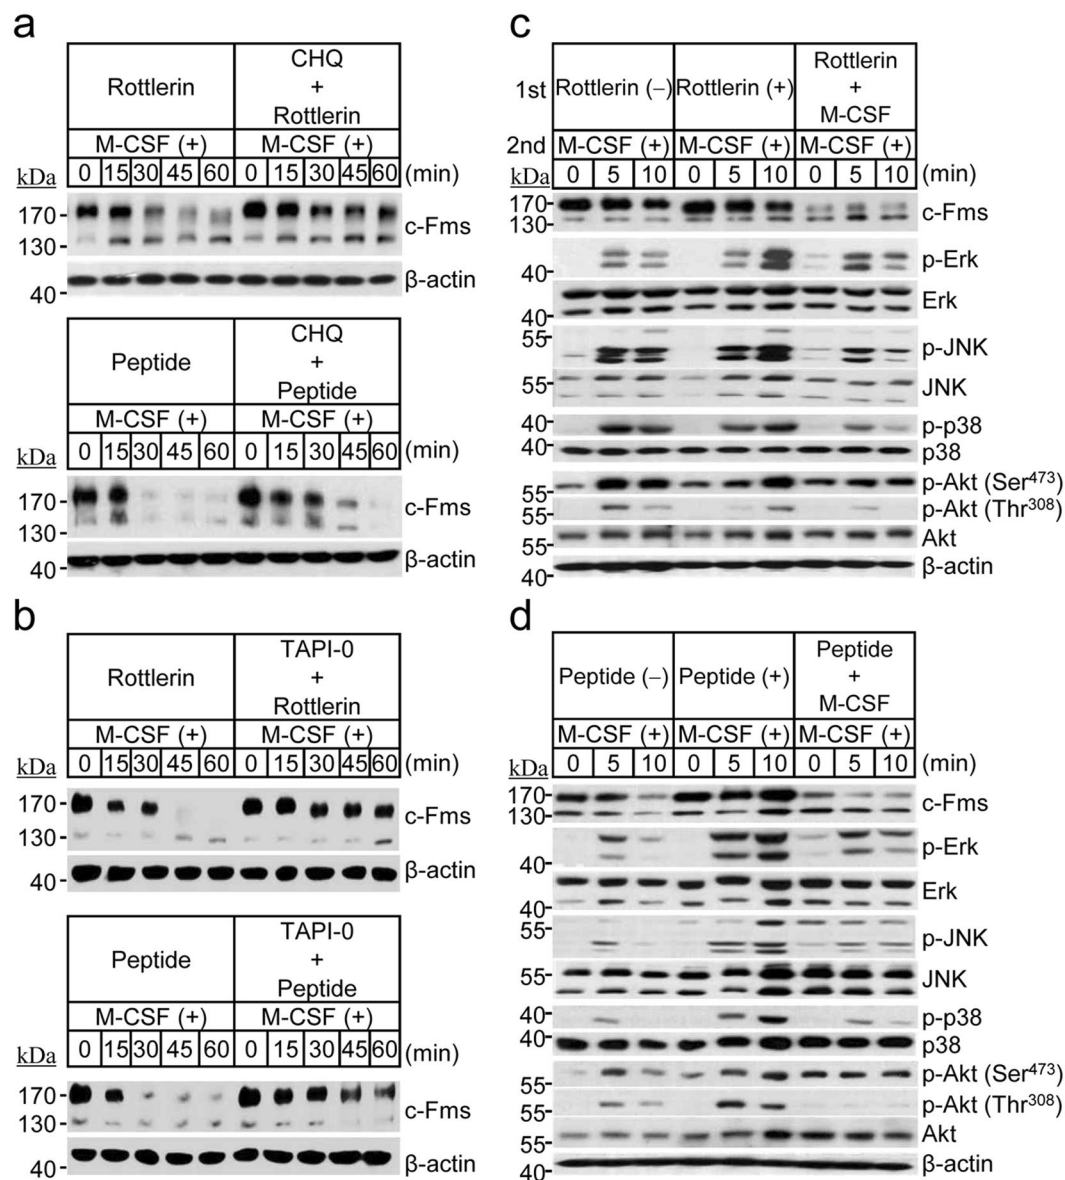 a
Rottlerin
CHQ
+
Rottlerin
M-CSF (+) M-CSF (+)
kDa 0 15 30 45 60 0 15 30 45 60 (min)
170
130
c-Fms
40
β-actin
Peptide
CHQ
+
Peptide
M-CSF (+) M-CSF (+)
kDa 0 15 30 45 60 0 15 30 45 60 (min)
170
130
c-Fms
40
β-actin
b
Rottlerin
TAPI-0
+
Rottlerin
M-CSF (+) M-CSF (+)
kDa 0 15 30 45 60 0 15 30 45 60 (min)
170
130
c-Fms
40
β-actin
Peptide
TAPI-0
+
Peptide
M-CSF (+) M-CSF (+)
kDa 0 15 30 45 60 0 15 30 45 60 (min)
170
130
c-Fms
40
β-actin
c
1st Rottlerin (−) Rottlerin (+)
Rottlerin
+
M-CSF
2nd M-CSF (+) M-CSF (+) M-CSF (+)
kDa 0 5 10 0 5 10 0 5 10 (min)
170
130
c-Fms
40
p-Erk
40
Erk
55
p-JNK
55
JNK
40
p-p38
40
p38
55
p-Akt (Ser473)
55
p-Akt (Thr308)
55
Akt
40
β-actin
d
Peptide (−) Peptide (+)
Peptide
+
M-CSF
M-CSF (+) M-CSF (+) M-CSF (+)
kDa 0 5 10 0 5 10 0 5 10 (min)
170
130
c-Fms
40
p-Erk
40
Erk
55
p-JNK
55
JNK
40
p-p38
40
p38
55
p-Akt (Ser473)
55
p-Akt (Thr308)
55
Akt
40
β-actin